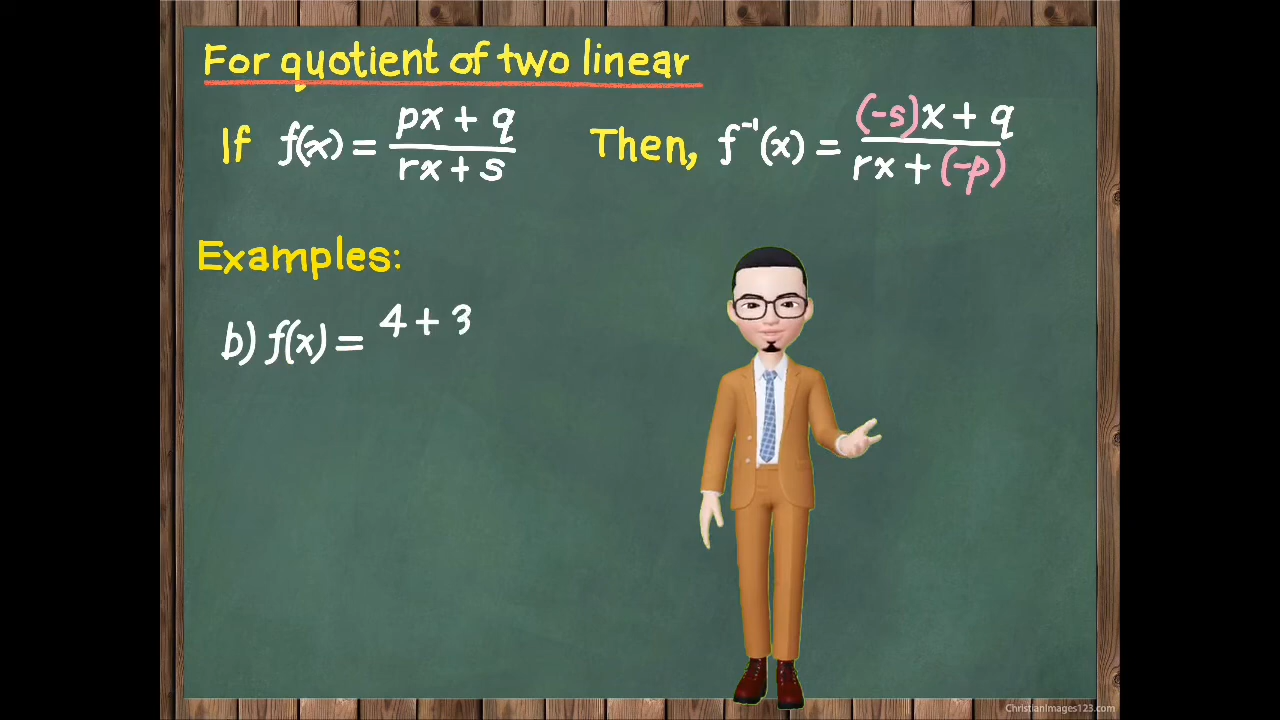 For quotient of two linear
If f(x) = px + q / rx + s Then, f⁻¹(x) = (-s)x + q / rx + (-p)
Examples:
b) f(x) = 4 + 3
ChristianImages123.com